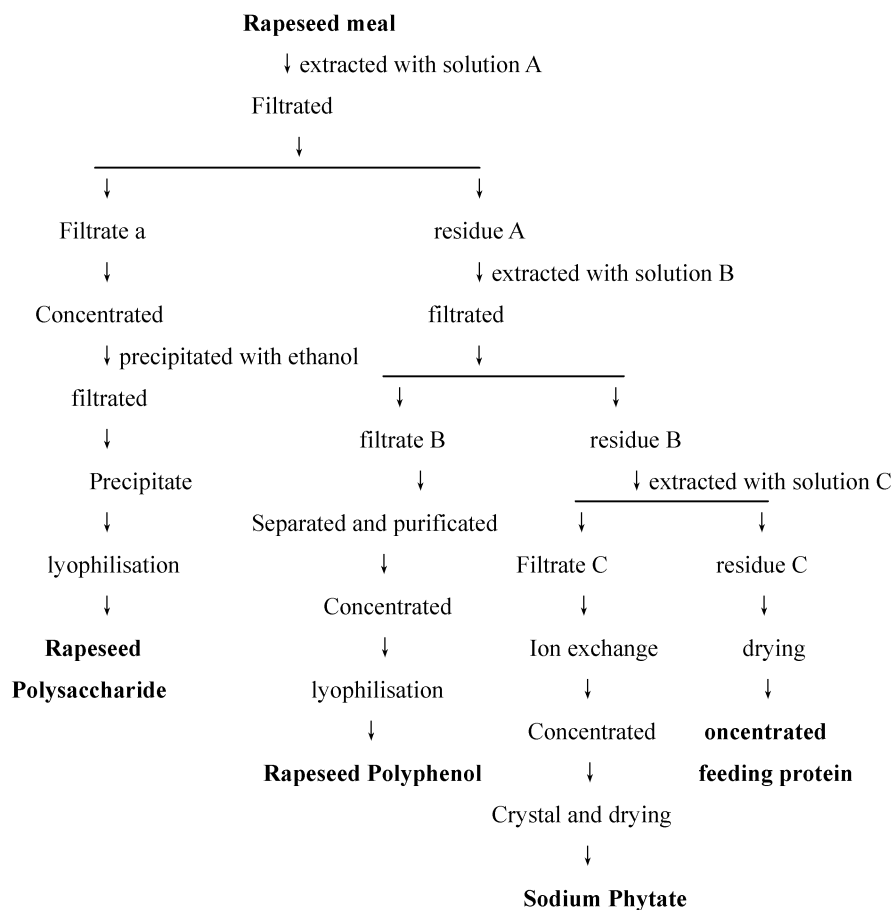 Rapeseed meal
extracted with solution A
Filtrated
Filtrate a
residue A
extracted with solution B
Concentrated
filtrated
precipitated with ethanol
filtrated
filtrate B
residue B
Precipitate
extracted with solution C
Separated and purificated
lyophilisation
Filtrate C
residue C
Concentrated
Rapeseed
Polysaccharide
Ion exchange
drying
lyophilisation
Concentrated
oncentrated
feeding protein
Rapeseed Polyphenol
Crystal and drying
Sodium Phytate